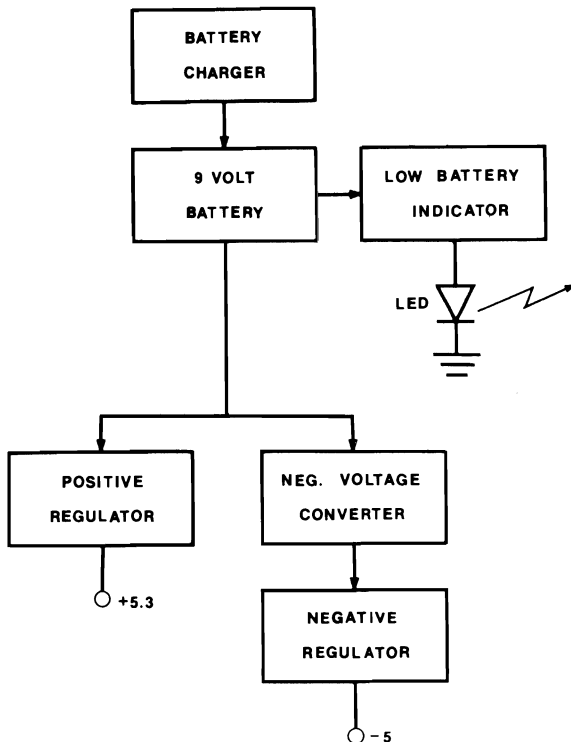 BATTERY
CHARGER
9 VOLT
BATTERY
LOW BATTERY
INDICATOR
LED
POSITIVE
REGULATOR
NEG. VOLTAGE
CONVERTER
+5.3
NEGATIVE
REGULATOR
-5